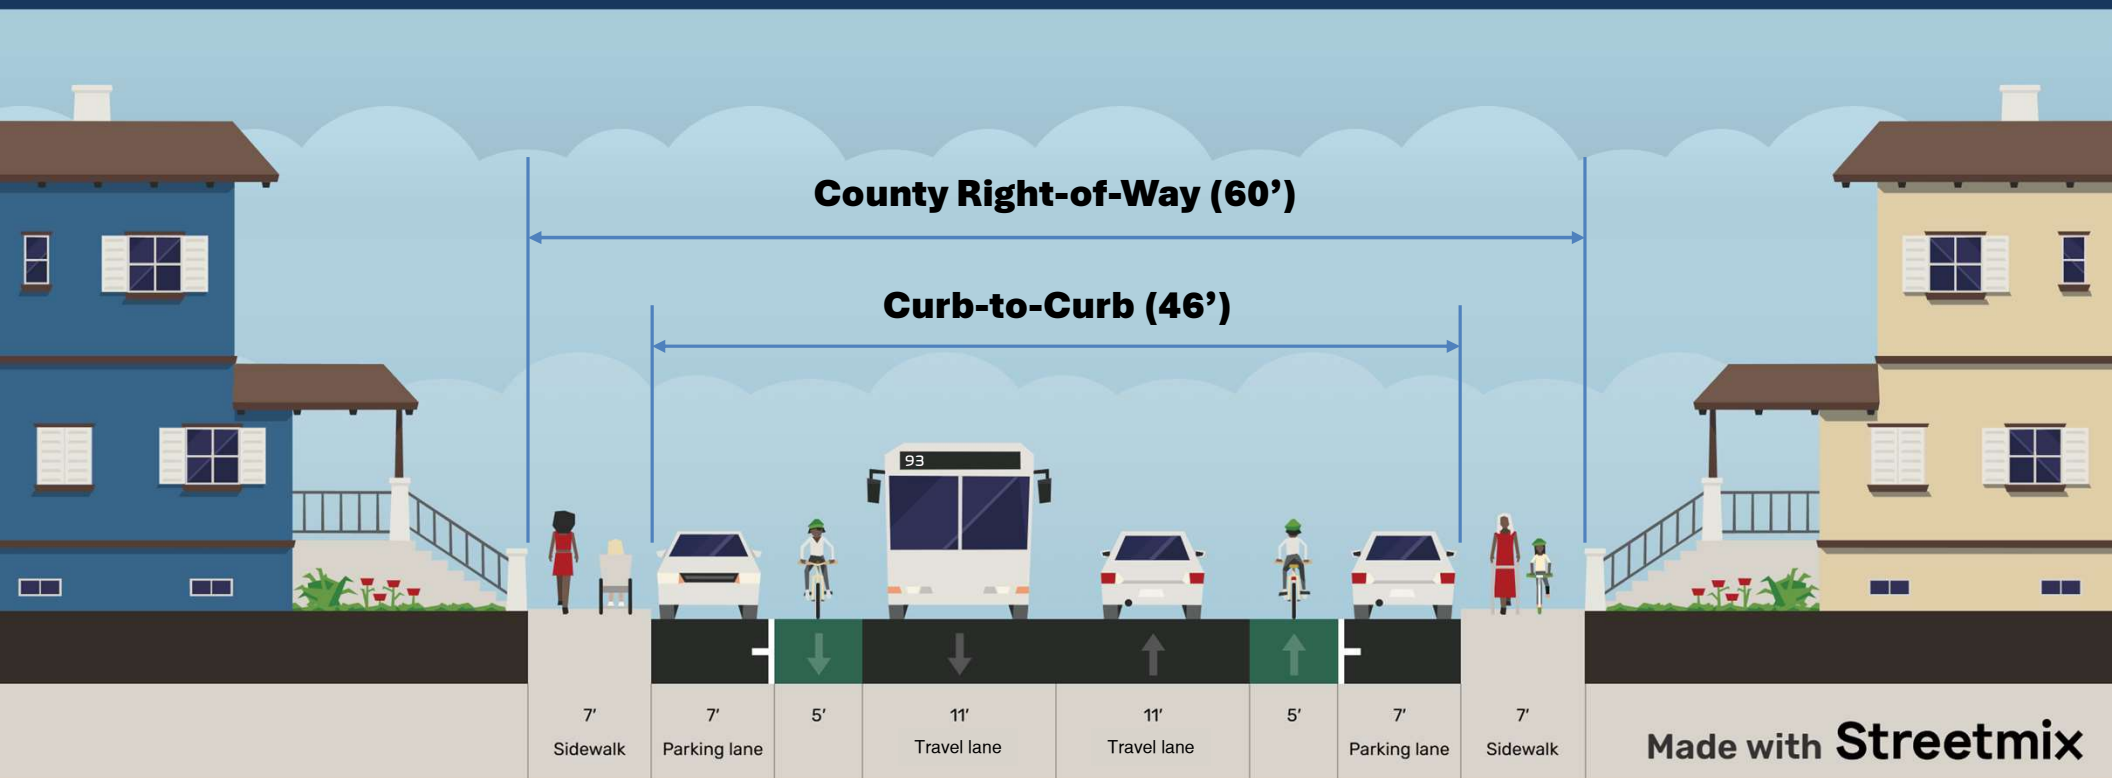 County Right-of-Way (60’)
Curb-to-Curb (46’)
93
7’ 7’ 5’ 11’ 11’ 5’ 7’ 7’
Sidewalk Parking lane Travel lane Travel lane Parking lane Sidewalk
Made with Streetmix